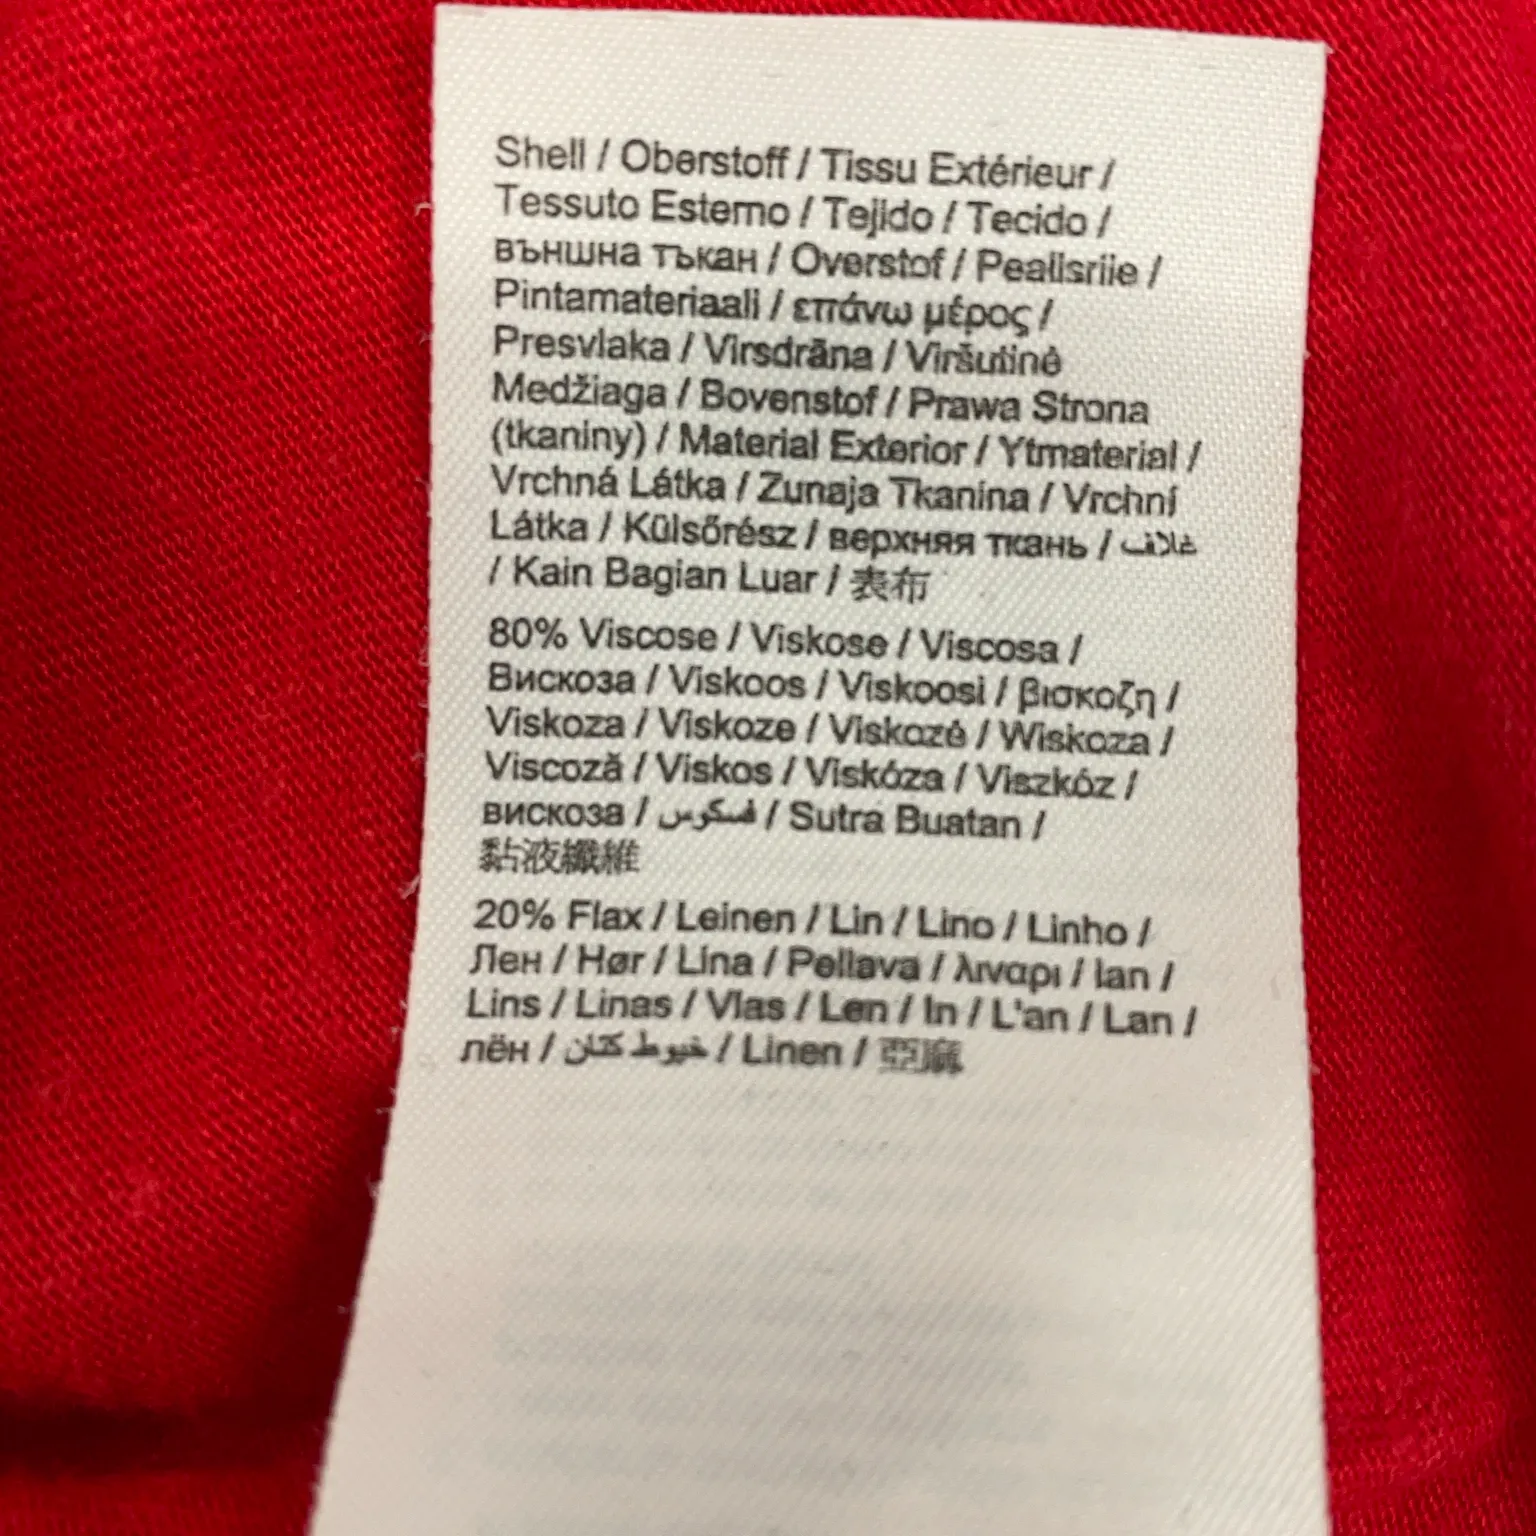 Shell / Oberstoff / Tissu Extérieur /
Tessuto Esterno / Tejido / Tecido /
външна тъкан / Overstof / Pealisriie /
Pintamateriaali / επάνω μέρος /
Presvlaka / Virsdrāna / Viršutinė
Medžiaga / Bovenstof / Prawa Strona
(tkaniny) / Material Exterior / Ytmaterial /
Vrchná Látka / Zunaja Tkanina / Vrchní
Látka / Külsőrész / верхняя ткань / غلاف
/ Kain Bagian Luar / 表布
80% Viscose / Viskose / Viscosa /
Вискоза / Viskoos / Viskoosi / βισκοζη /
Viskoza / Viskoze / Viskozė / Wiskoza /
Viscoză / Viskos / Viskóza / Viszkóz /
вискоза / فسكوس / Sutra Buatan /
黏液纖維
20% Flax / Leinen / Lin / Lino / Linho /
Лен / Hør / Lina / Pellava / λιναρι / lan /
Lins / Linas / Vlas / Len / In / L'an / Lan /
лён / خيوط كتان / Linen / 亞麻